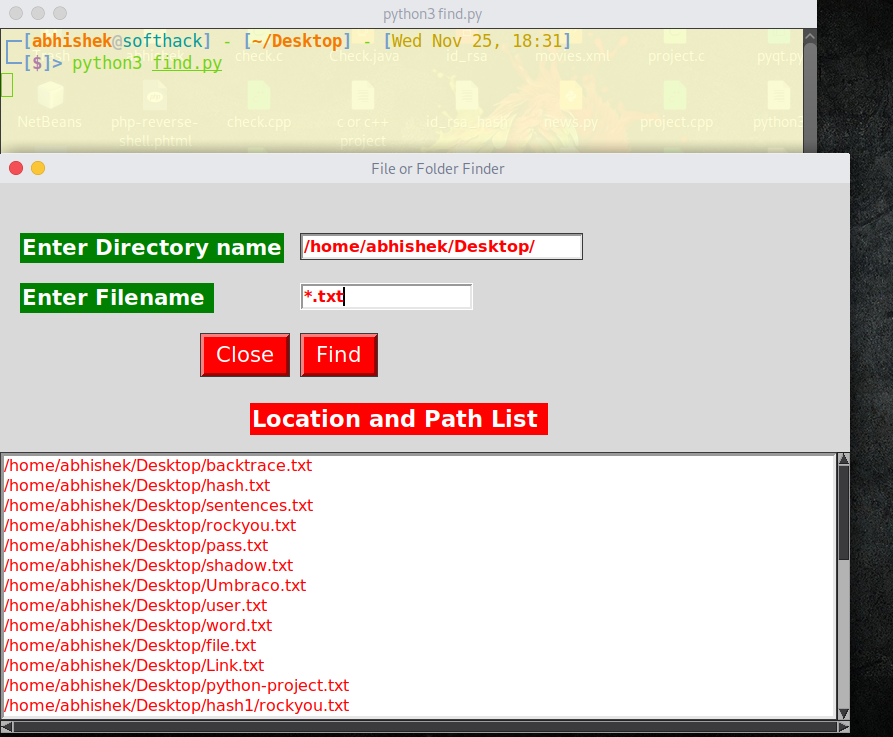 python3 find.py
[abhishek@softhack] - [~/Desktop] - [Wed Nov 25, 18:31]
[$]> python3 find.py
check.c Check.java id_rsa movies.xml project.c pyqt.py
NetBeans php-reverse-shell.phtml check.cpp c or c++ project id_rsa_hash news.py project.cpp python3
File or Folder Finder
Enter Directory name /home/abhishek/Desktop/
Enter Filename *.txt
Close Find
Location and Path List
/home/abhishek/Desktop/backtrace.txt
/home/abhishek/Desktop/hash.txt
/home/abhishek/Desktop/sentences.txt
/home/abhishek/Desktop/rockyou.txt
/home/abhishek/Desktop/pass.txt
/home/abhishek/Desktop/shadow.txt
/home/abhishek/Desktop/Umbraco.txt
/home/abhishek/Desktop/user.txt
/home/abhishek/Desktop/word.txt
/home/abhishek/Desktop/file.txt
/home/abhishek/Desktop/Link.txt
/home/abhishek/Desktop/python-project.txt
/home/abhishek/Desktop/hash1/rockyou.txt